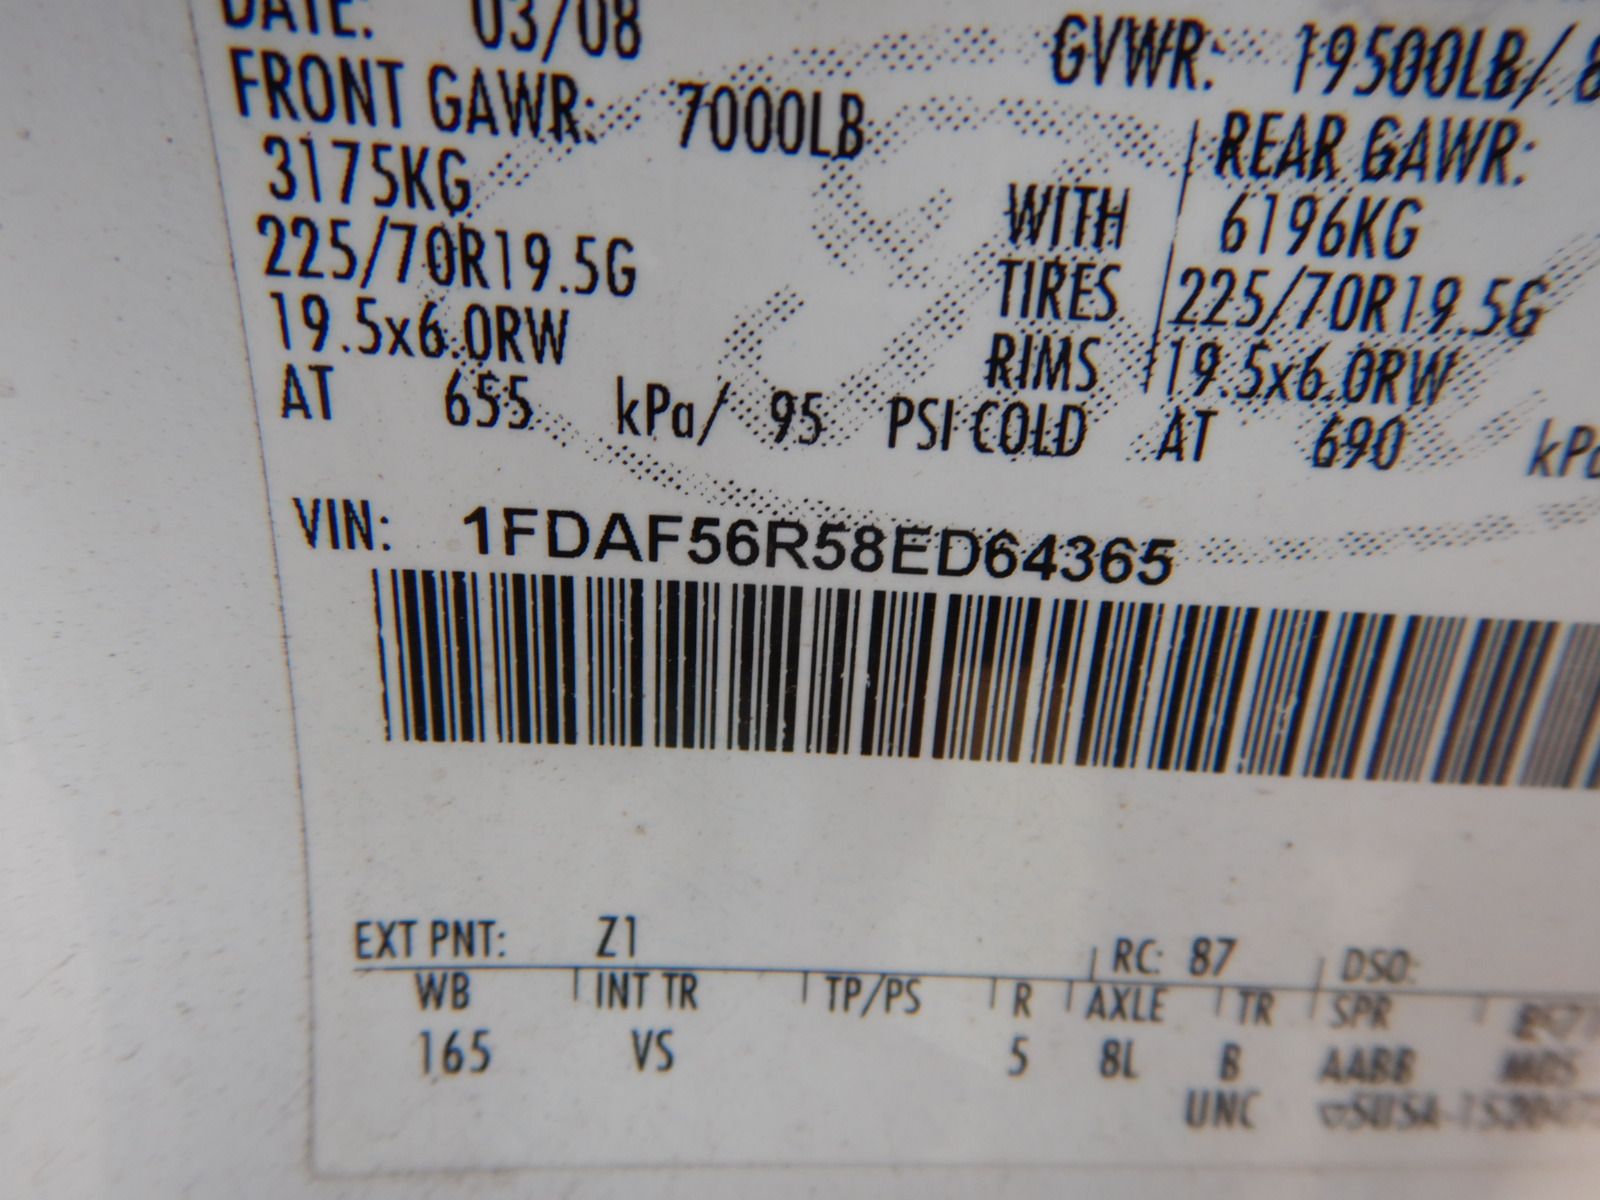 DATE: 03/08 GVWR: 19500LB/ 8
FRONT GAWR: 7000LB REAR GAWR:
3175KG WITH 6196KG
225/70R19.5G TIRES 225/70R19.5G
19.5x6.0RW RIMS 19.5x6.0RW
AT 655 kPa/ 95 PSI COLD AT 690 kPa
VIN: 1FDAF56R58ED64365
EXT PNT: Z1 RC: 87 DSO:
WB INT TR TP/PS R AXLE TR SPR
165 VS 5 8L B AABB
UNC